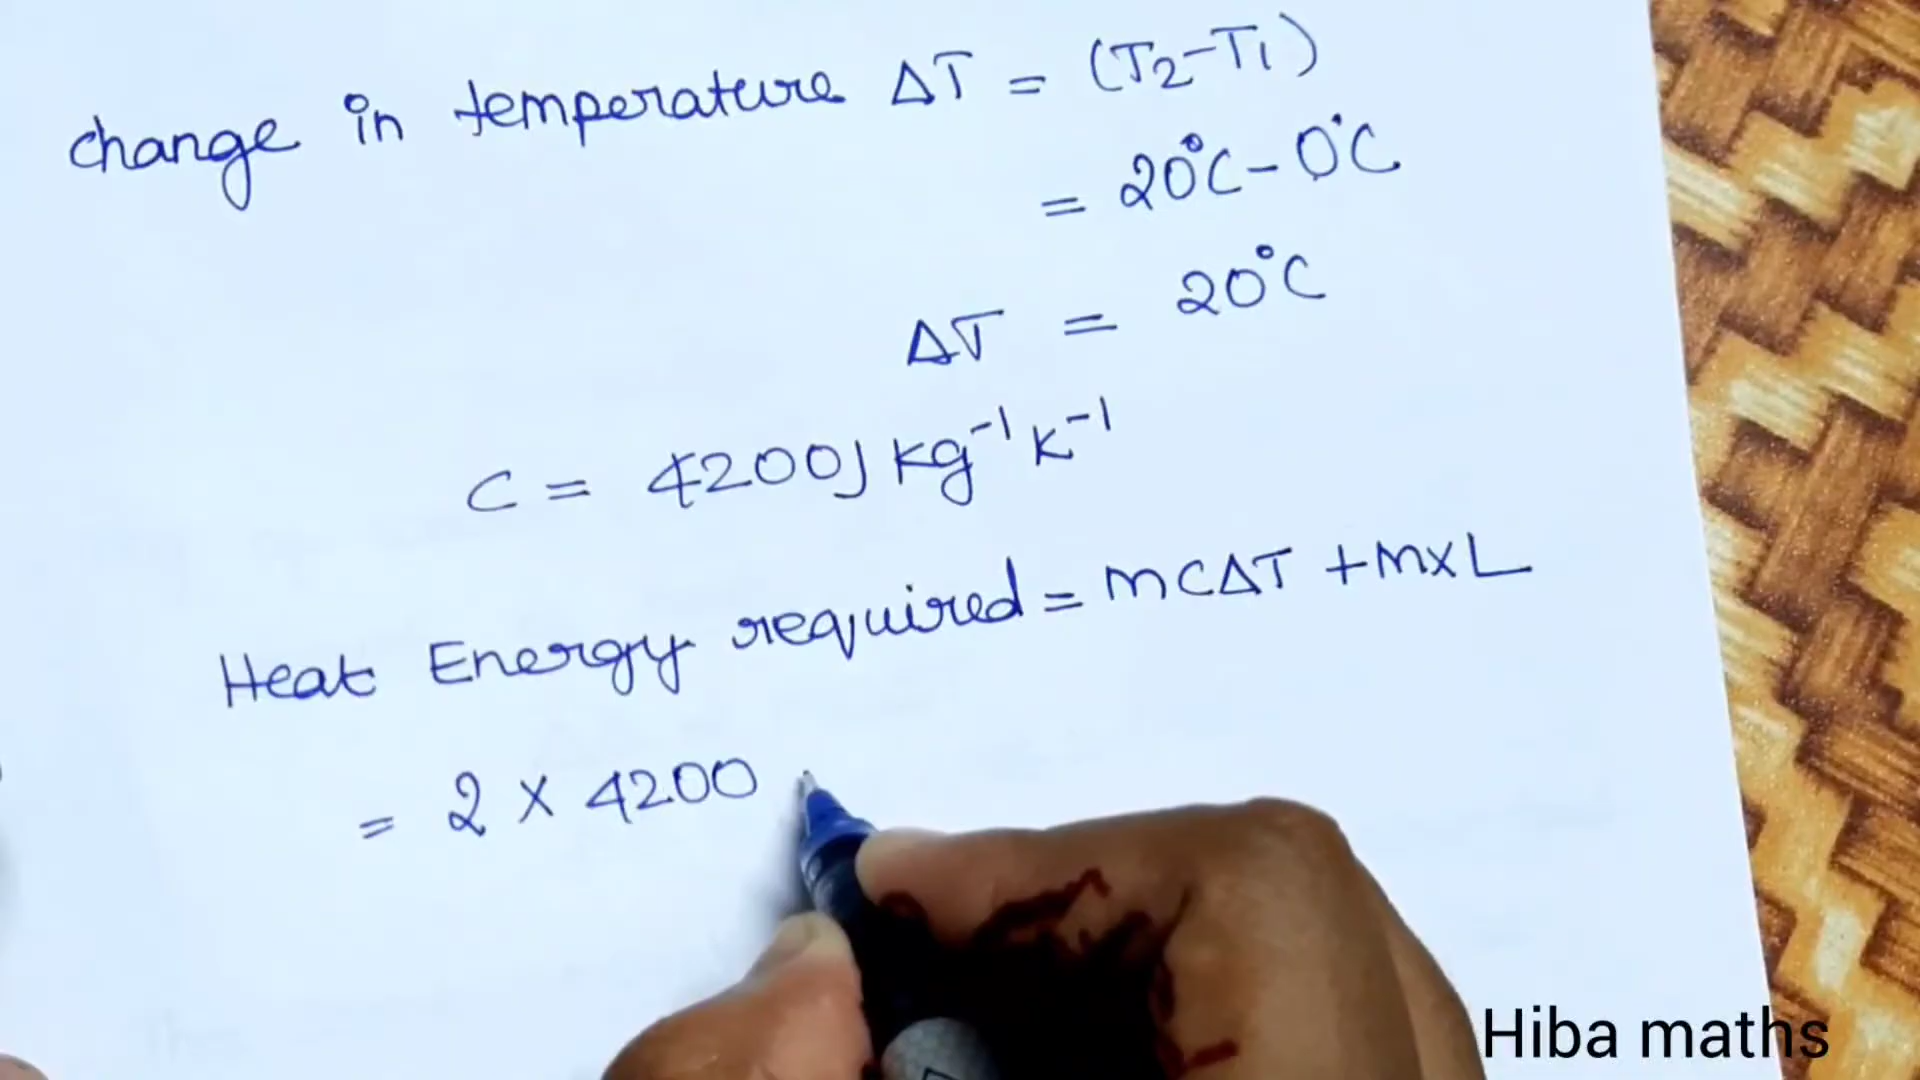 change in temperature ΔT = (T₂-T₁)
= 20°C - 0°C
ΔT = 20°C
C = 4200J kg⁻¹ K⁻¹
Heat Energy required = mCΔT + m×L
= 2 × 4200
Hiba maths